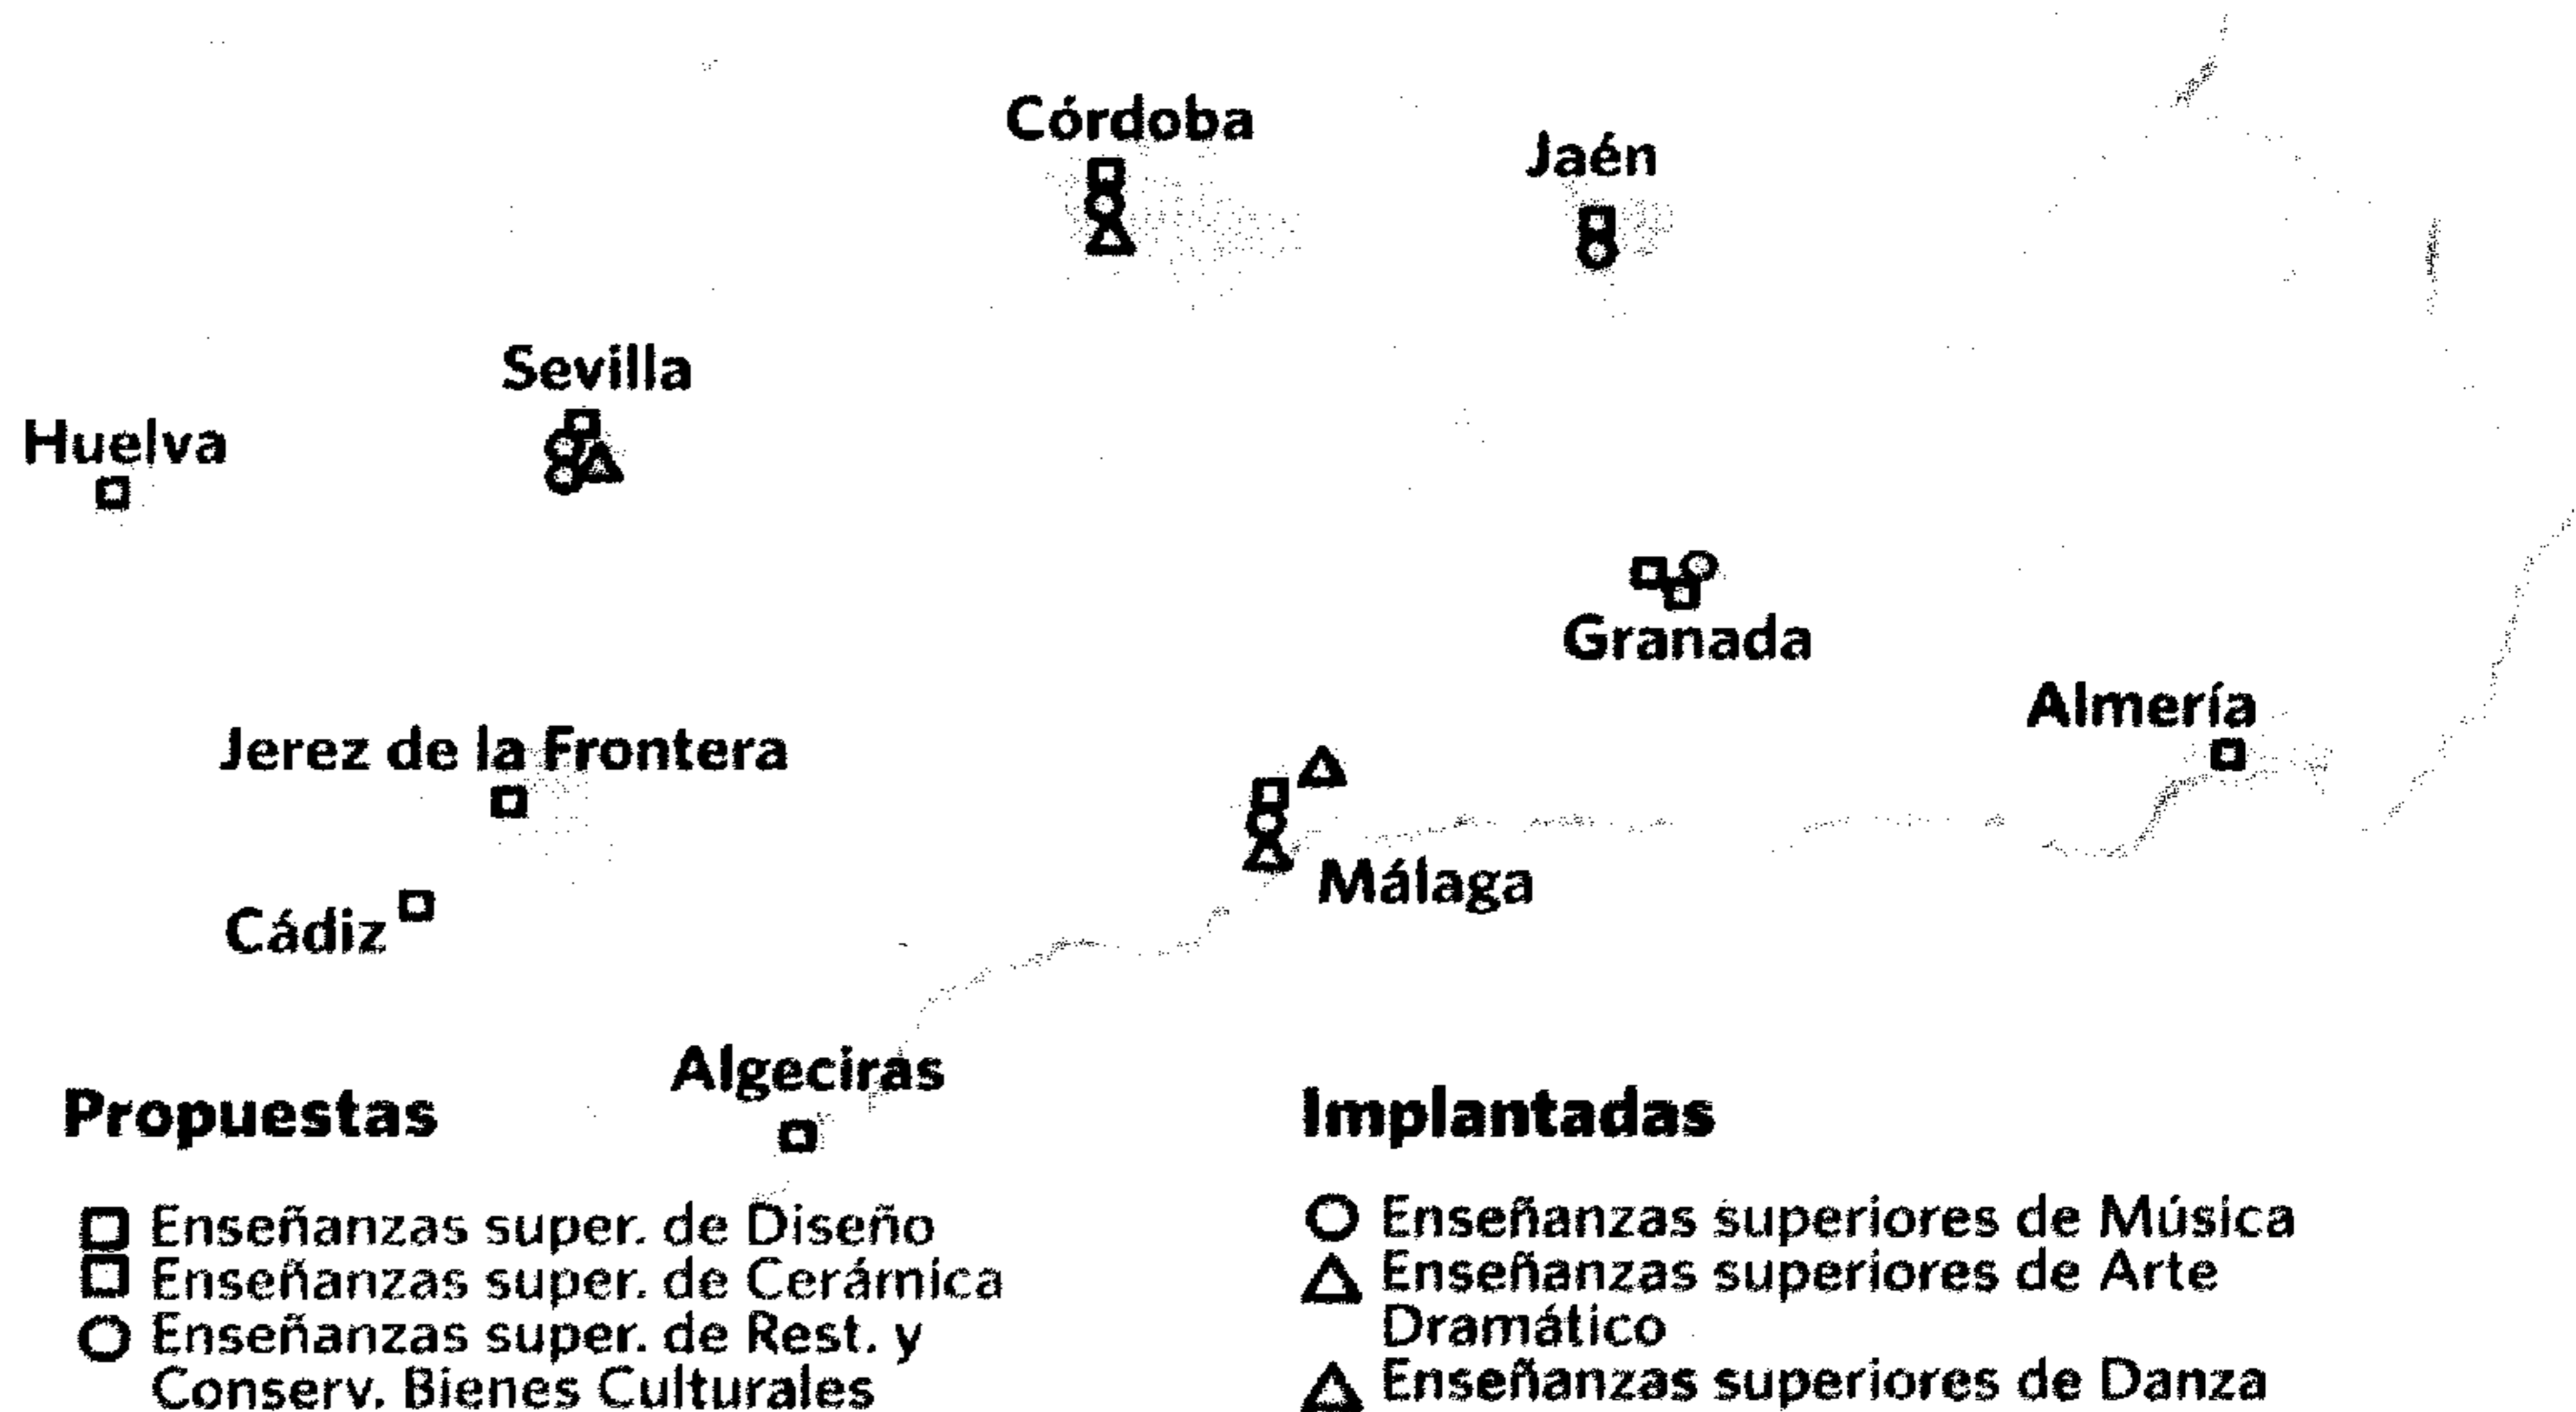 Córdoba
Jaén
Sevilla
Huelva
Granada
Almería
Jerez de la Frontera
Málaga
Cádiz
Algeciras
Propuestas
Enseñanzas super. de Diseño
Enseñanzas super. de Cerámica
Enseñanzas super. de Rest. y
Conserv. Bienes Culturales
Implantadas
Enseñanzas superiores de Música
Enseñanzas superiores de Arte
Dramático
Enseñanzas superiores de Danza